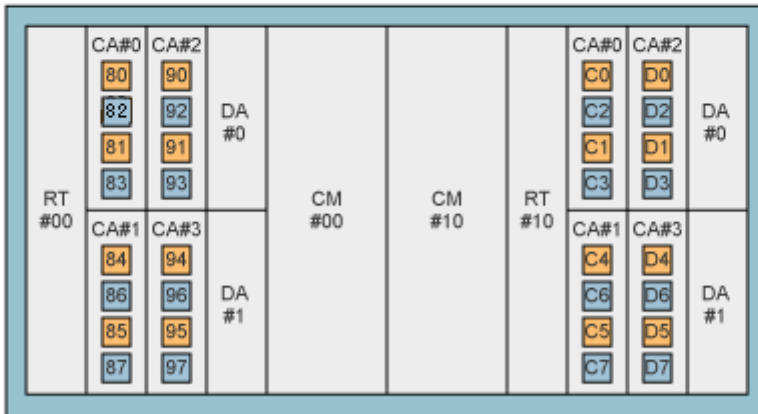 CA#0 CA#2 CA#0 CA#2
80 90 C0 D0
82 92 C2 D2
DA #0 DA #0
81 91 C1 D1
83 93 C3 D3
RT #00 CM #00 CM #10 RT #10
CA#1 CA#3 CA#1 CA#3
84 94 C4 D4
86 96 C6 D6
DA #1 DA #1
85 95 C5 D5
87 97 C7 D7